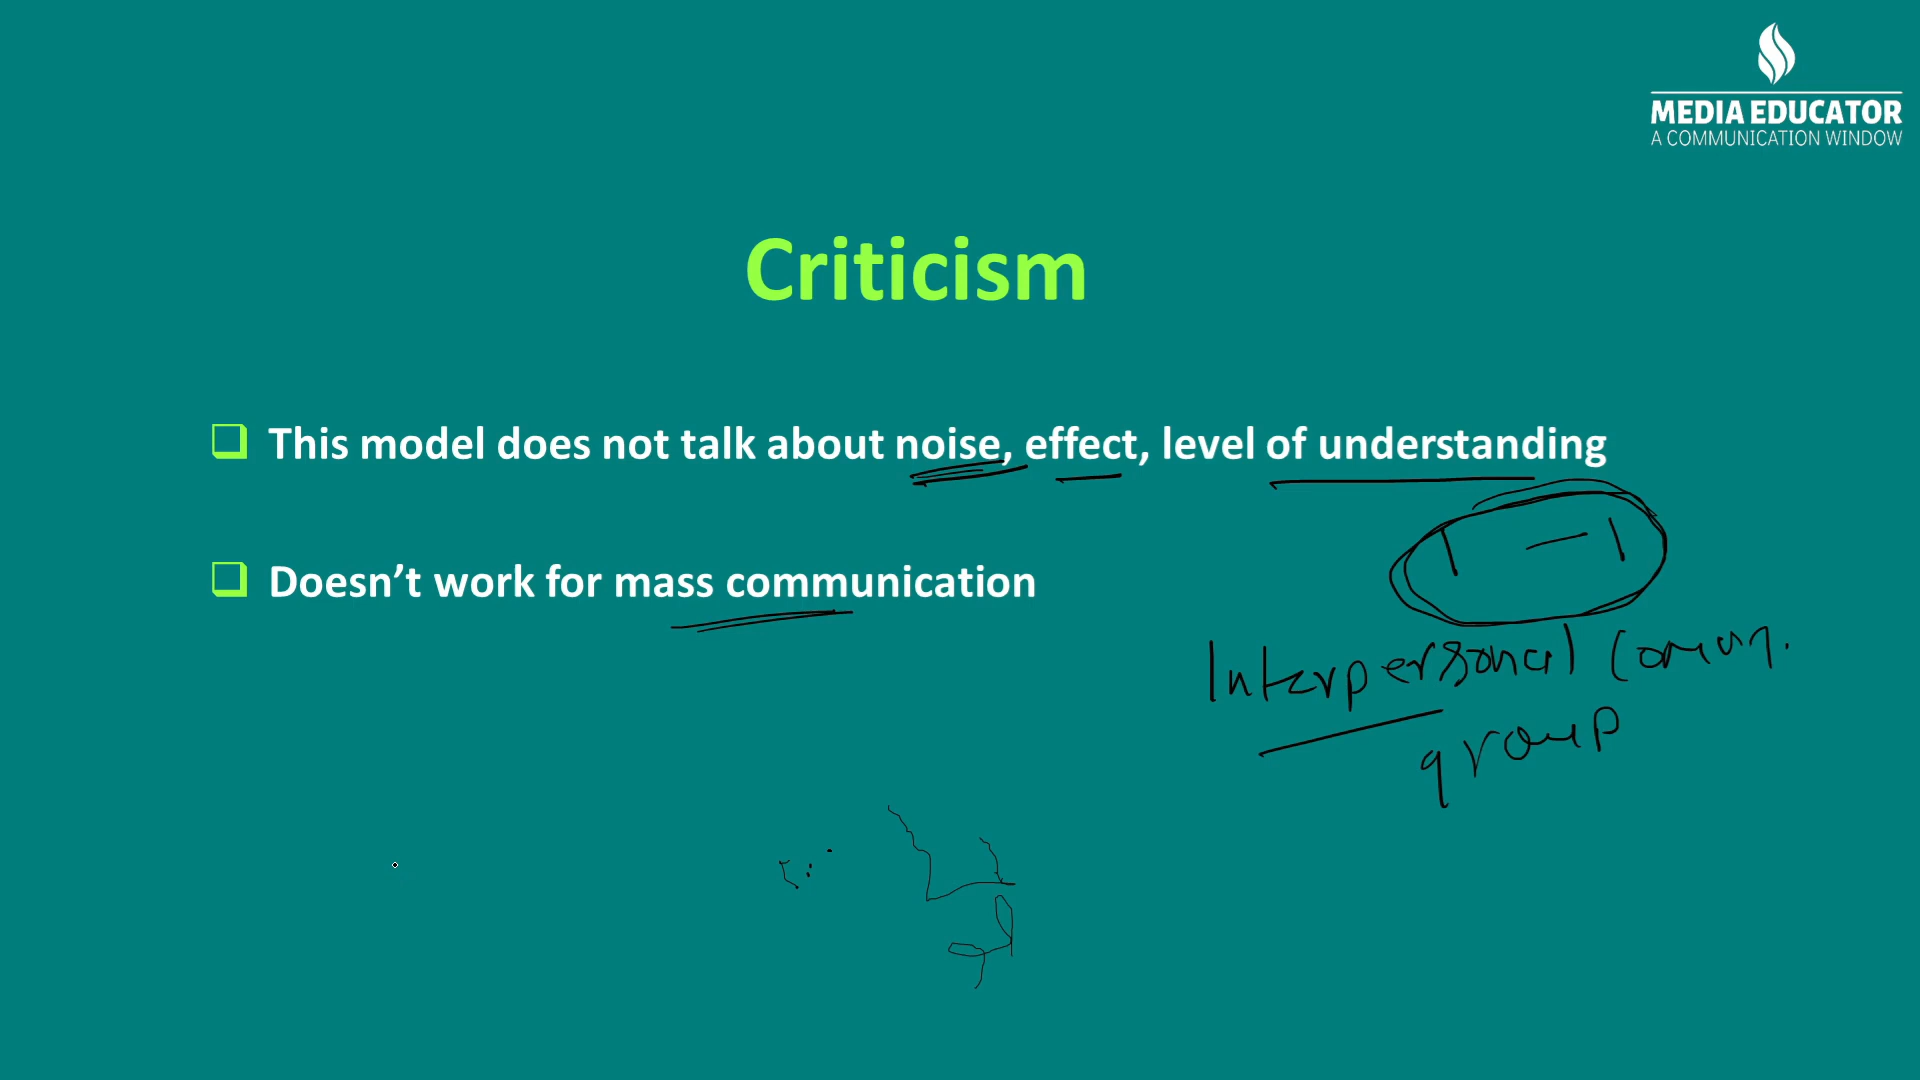 MEDIA EDUCATOR
A COMMUNICATION WINDOW
Criticism
This model does not talk about noise, effect, level of understanding
Doesn’t work for mass communication
1 – 1
Interpersonal
group